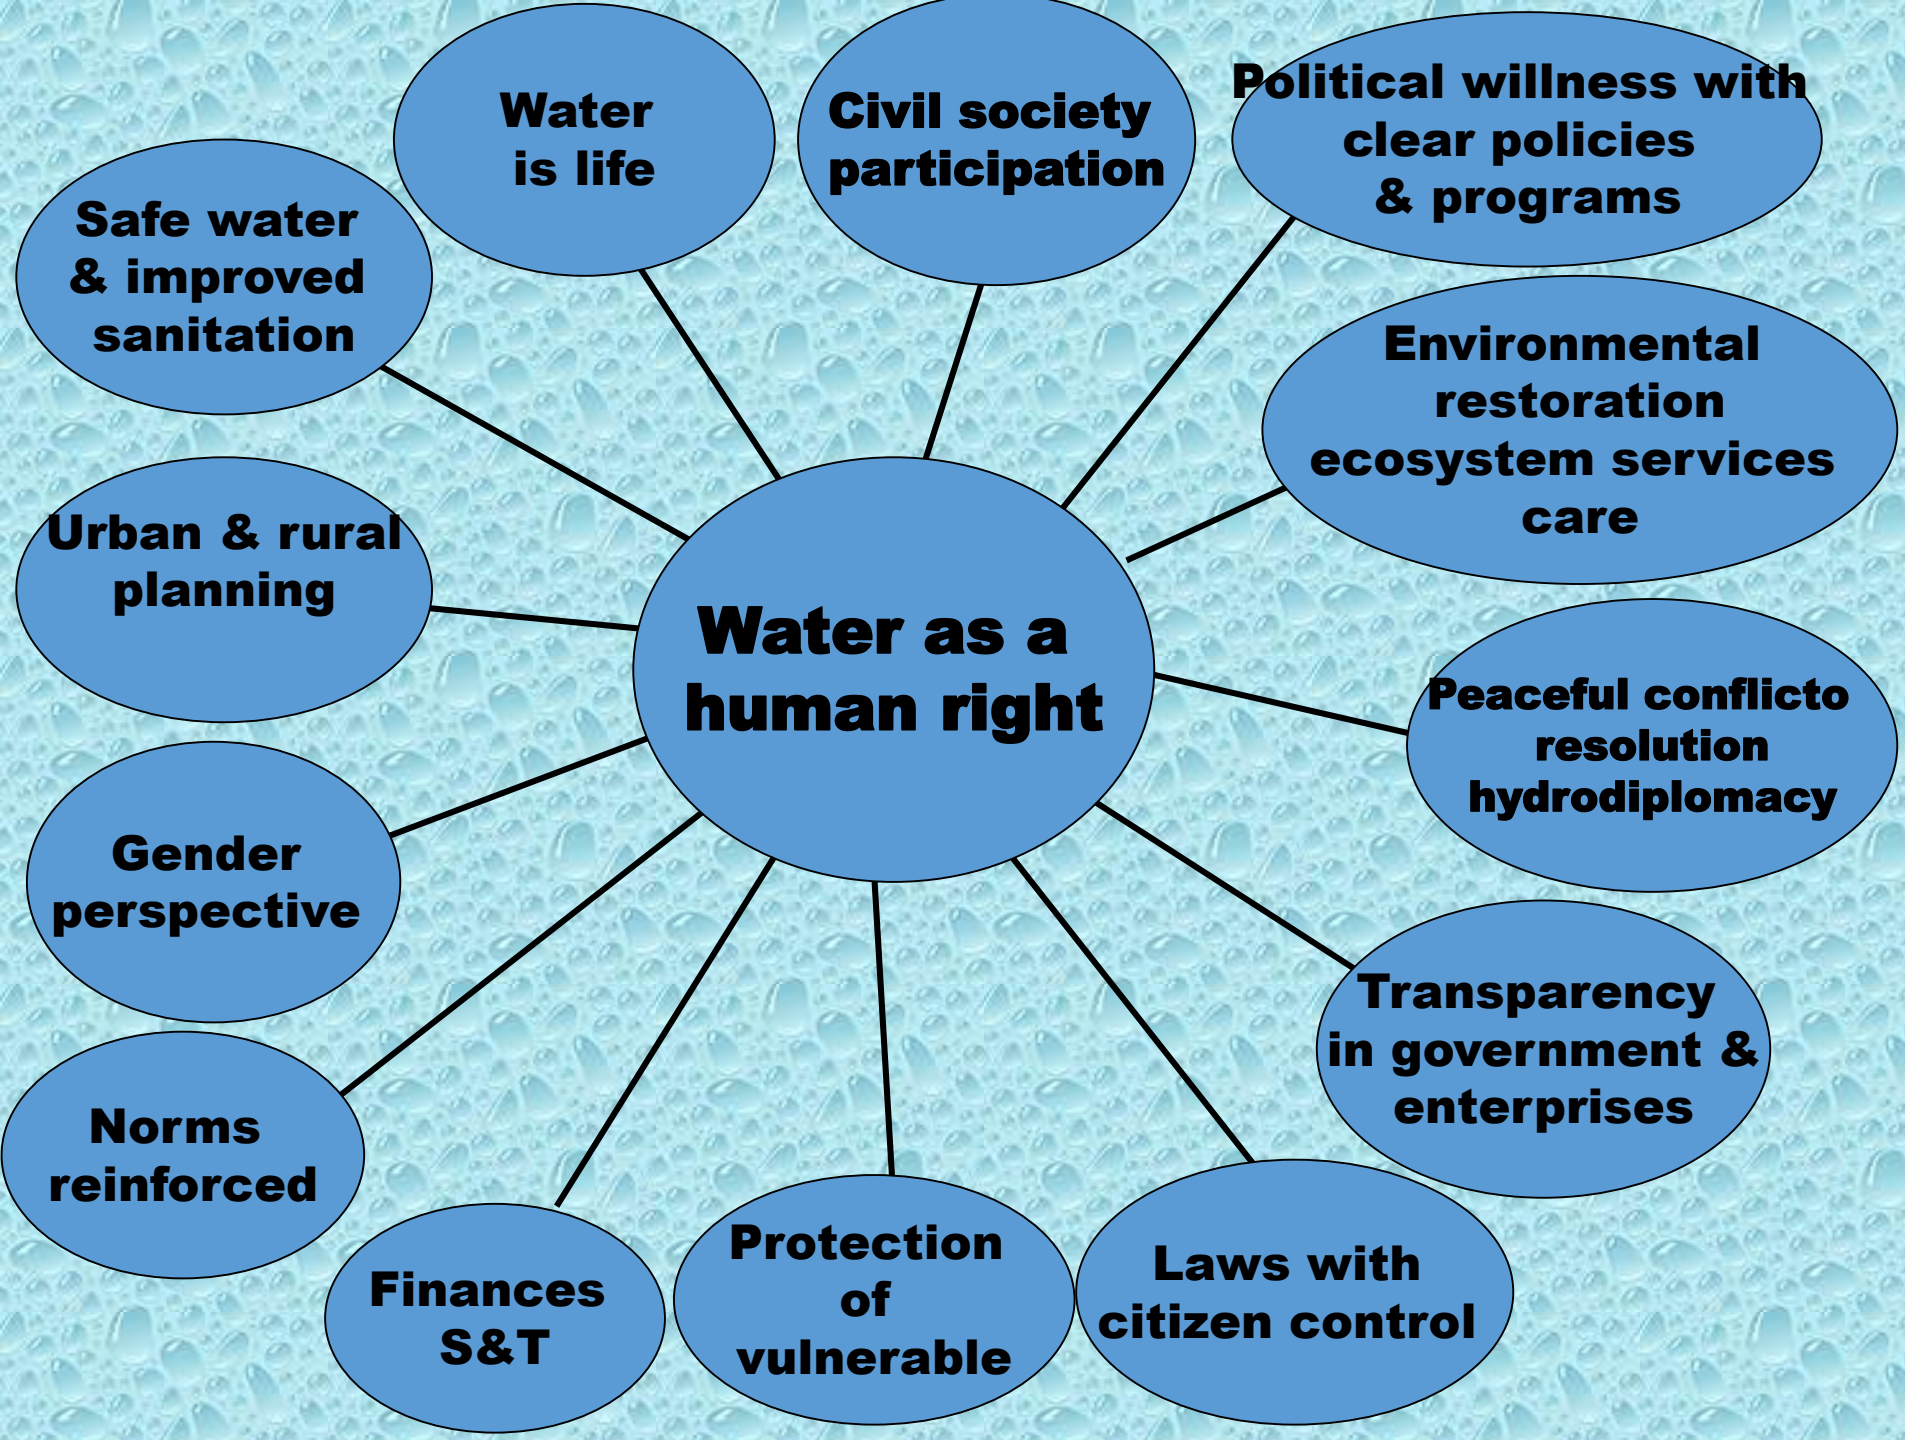 Water
is life
Civil society
participation
Political willness with
clear policies
& programs
Safe water
& improved
sanitation
Environmental
restoration
ecosystem services
care
Urban & rural
planning
Water as a
human right
Peaceful conflicto
resolution
hydrodiplomacy
Gender
perspective
Transparency
in government &
enterprises
Norms
reinforced
Finances
S&T
Protection
of
vulnerable
Laws with
citizen control